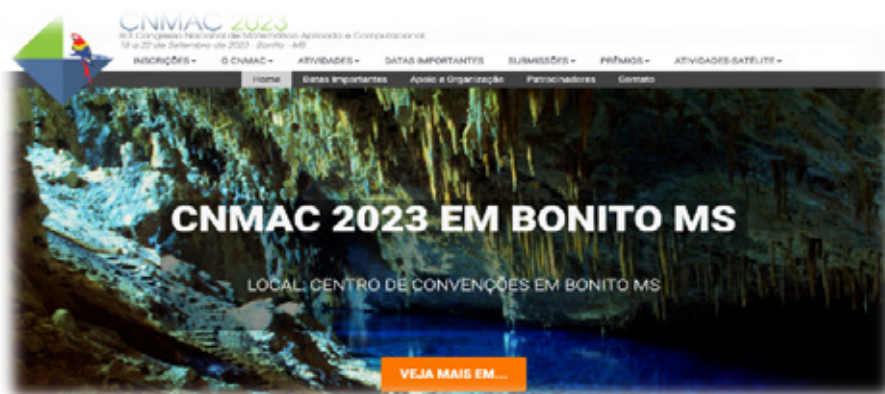 CNMAC 2023
XLII Congresso Nacional de Matemática Aplicada e Computacional
18 a 22 de Setembro de 2023 - Bonito - MS
INSCRIÇÕES O CNMAC ATIVIDADES DATAS IMPORTANTES SUBMISSÕES PRÊMIOS ATIVIDADES SATÉLITE
Home Datas Importantes Apoio e Organização Patrocinadores Contato
CNMAC 2023 EM BONITO MS
LOCAL: CENTRO DE CONVENÇÕES EM BONITO MS
VEJA MAIS EM...